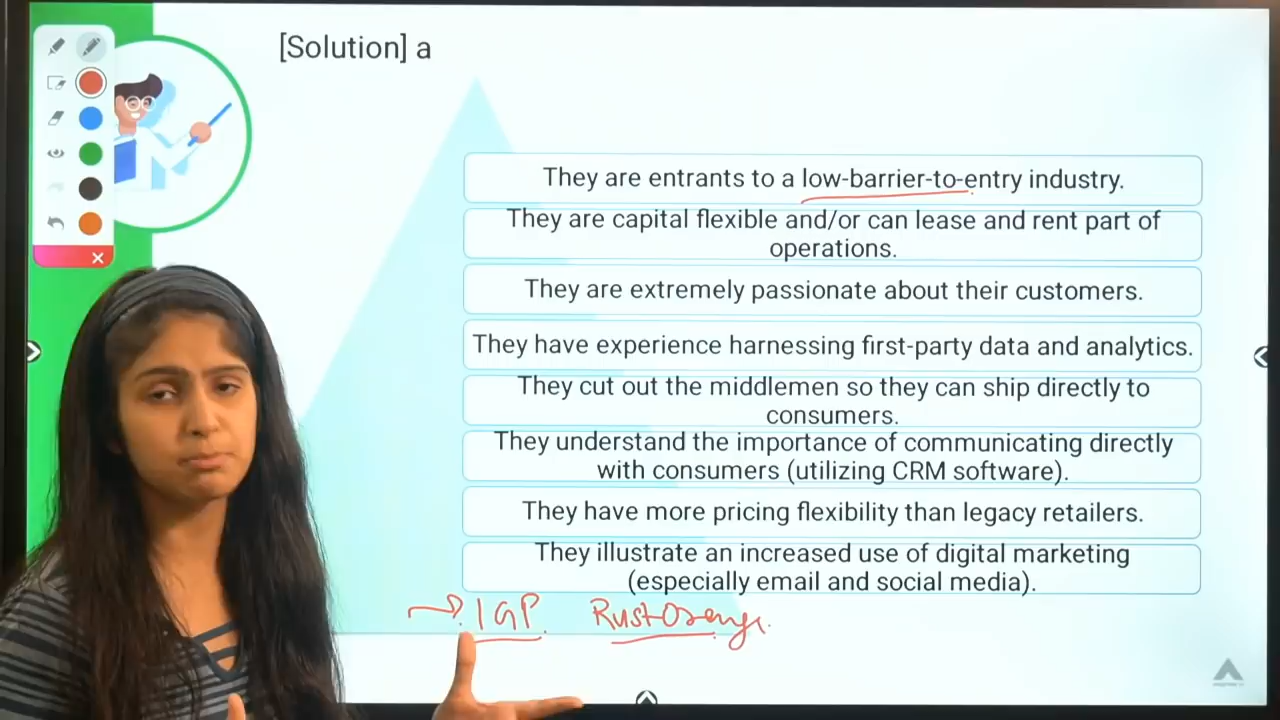 [Solution] a
They are entrants to a low-barrier-to-entry industry.
They are capital flexible and/or can lease and rent part of
operations.
They are extremely passionate about their customers.
They have experience harnessing first-party data and analytics.
They cut out the middlemen so they can ship directly to
consumers.
They understand the importance of communicating directly
with consumers (utilizing CRM software).
They have more pricing flexibility than legacy retailers.
They illustrate an increased use of digital marketing
(especially email and social media).
IGP. RustOrange.